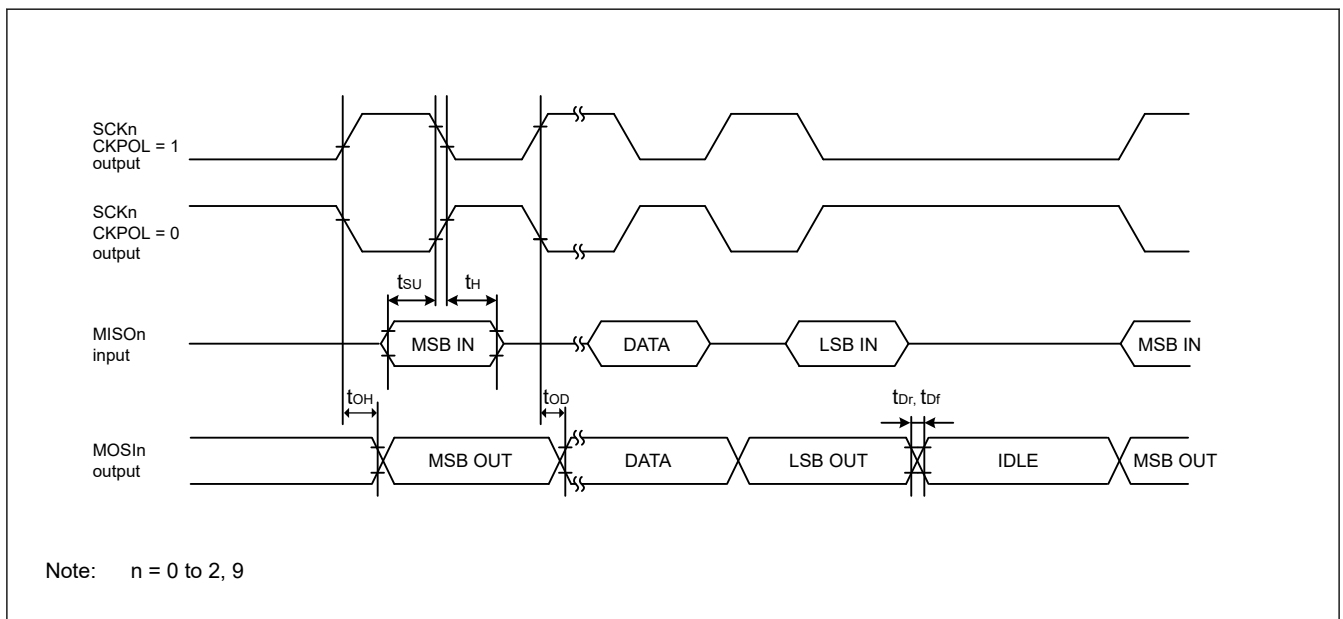 SCKn
CKPOL = 1
output
SCKn
CKPOL = 0
output
tSU
tH
MISOn
input
MSB IN
DATA
LSB IN
MSB IN
tOH
tOD
tDr, tDf
MOSIn
output
MSB OUT
DATA
LSB OUT
IDLE
MSB OUT
Note: n = 0 to 2, 9